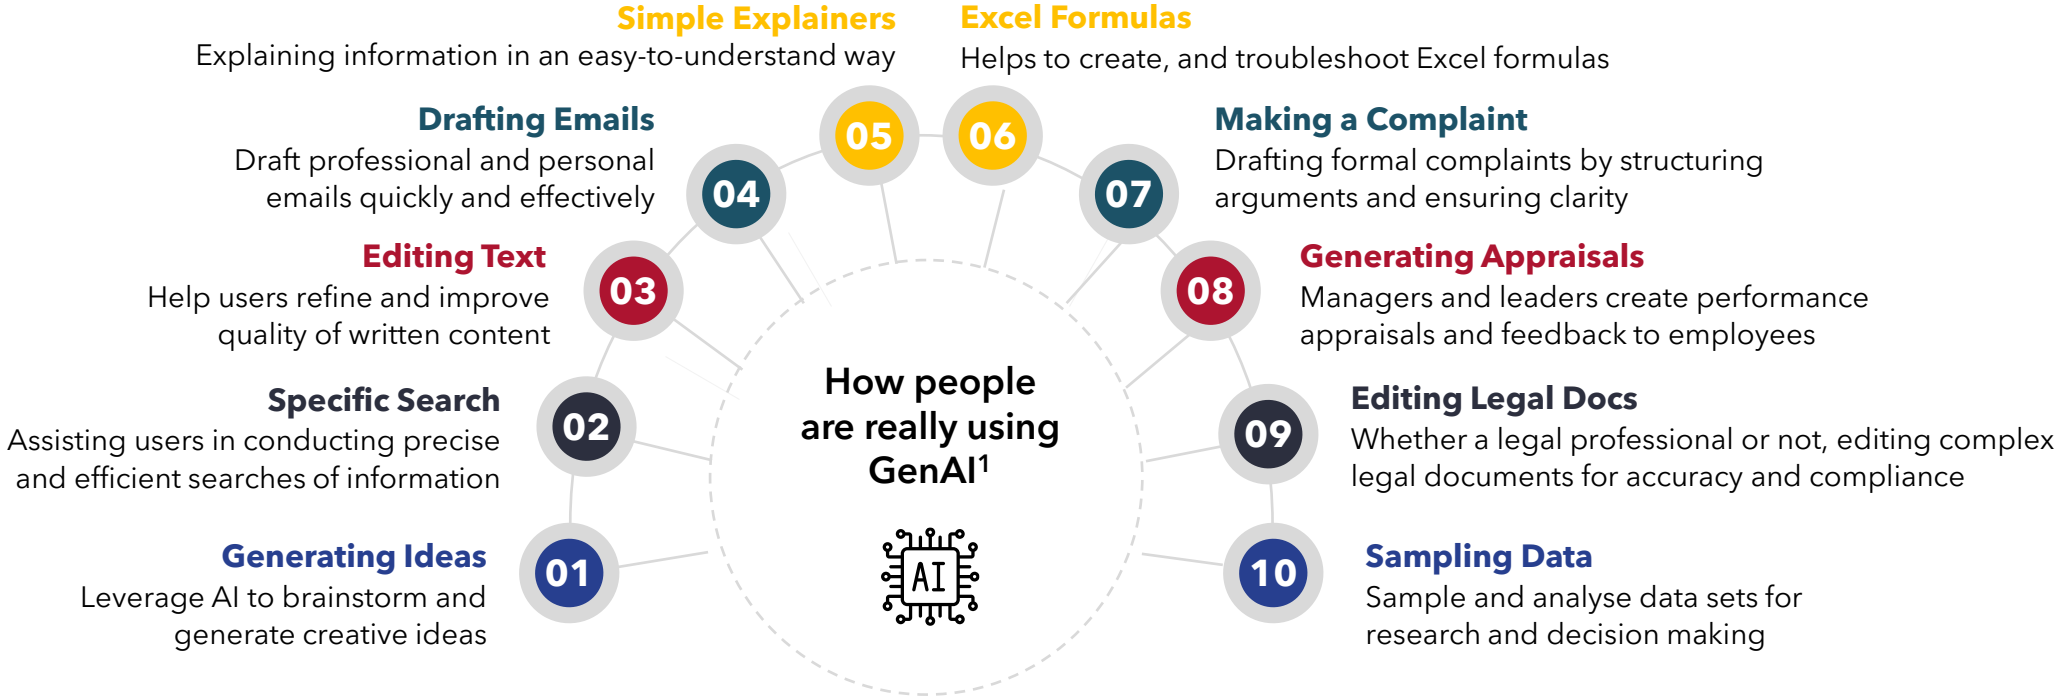 Simple Explainers
Explaining information in an easy-to-understand way
Excel Formulas
Helps to create, and troubleshoot Excel formulas
Drafting Emails
Draft professional and personal
emails quickly and effectively
Making a Complaint
Drafting formal complaints by structuring
arguments and ensuring clarity
Editing Text
Help users refine and improve
quality of written content
Generating Appraisals
Managers and leaders create performance
appraisals and feedback to employees
Specific Search
Assisting users in conducting precise
and efficient searches of information
Editing Legal Docs
Whether a legal professional or not, editing complex
legal documents for accuracy and compliance
Generating Ideas
Leverage AI to brainstorm and
generate creative ideas
Sampling Data
Sample and analyse data sets for
research and decision making
01
02
03
04
05
06
07
08
09
10
How people
are really using
GenAI¹
AI